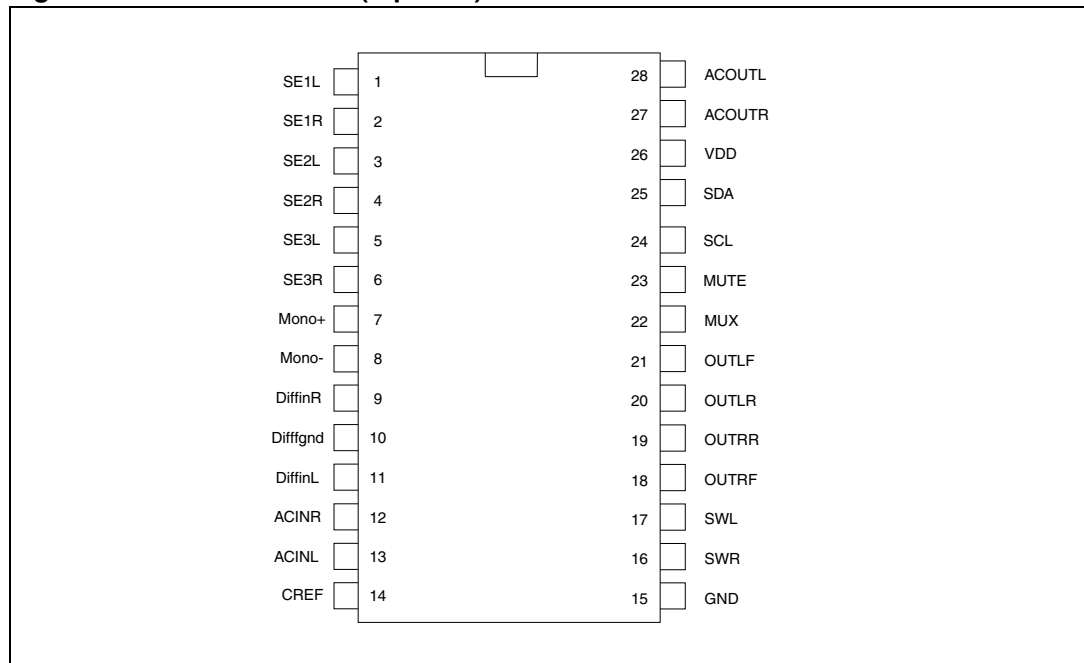 SE1L 1 28 ACOUTL
SE1R 2 27 ACOUTR
SE2L 3 26 VDD
SE2R 4 25 SDA
SE3L 5 24 SCL
SE3R 6 23 MUTE
Mono+ 7 22 MUX
Mono- 8 21 OUTLF
DiffinR 9 20 OUTLR
Difffgnd 10 19 OUTRR
DiffinL 11 18 OUTRF
ACINR 12 17 SWL
ACINL 13 16 SWR
CREF 14 15 GND